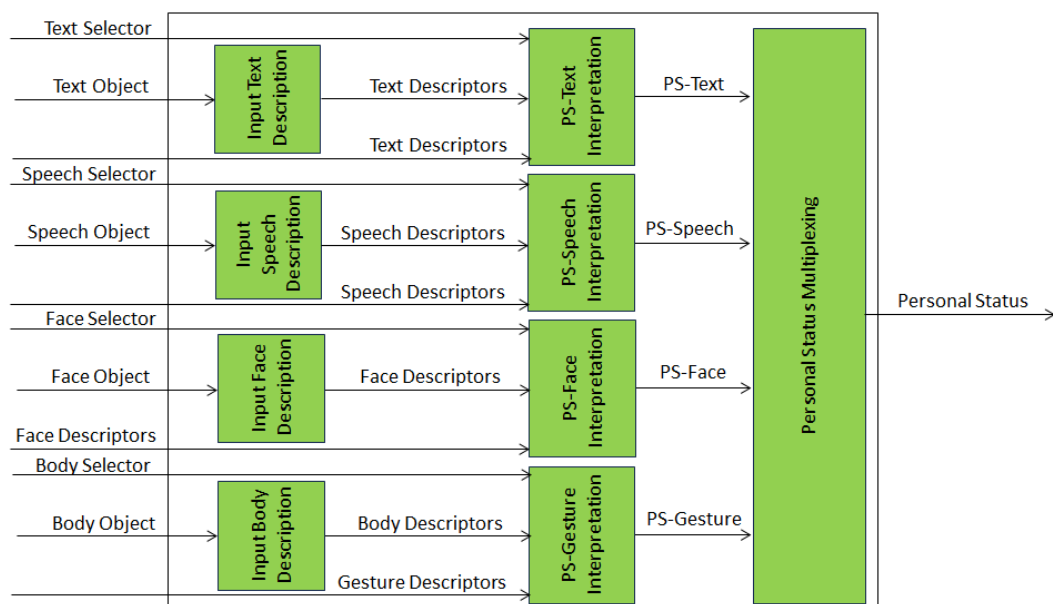 Text Selector
Text Object
Input Text
Description
Text Descriptors
Text Descriptors
PS-Text
Interpretation
PS-Text
Speech Selector
Speech Object
Input
Speech
Description
Speech Descriptors
Speech Descriptors
PS-Speech
Interpretation
PS-Speech
Face Selector
Face Object
Input Face
Description
Face Descriptors
Face Descriptors
PS-Face
Interpretation
PS-Face
Body Selector
Body Object
Input Body
Description
Body Descriptors
Gesture Descriptors
PS-Gesture
Interpretation
PS-Gesture
Personal Status Multiplexing
Personal Status